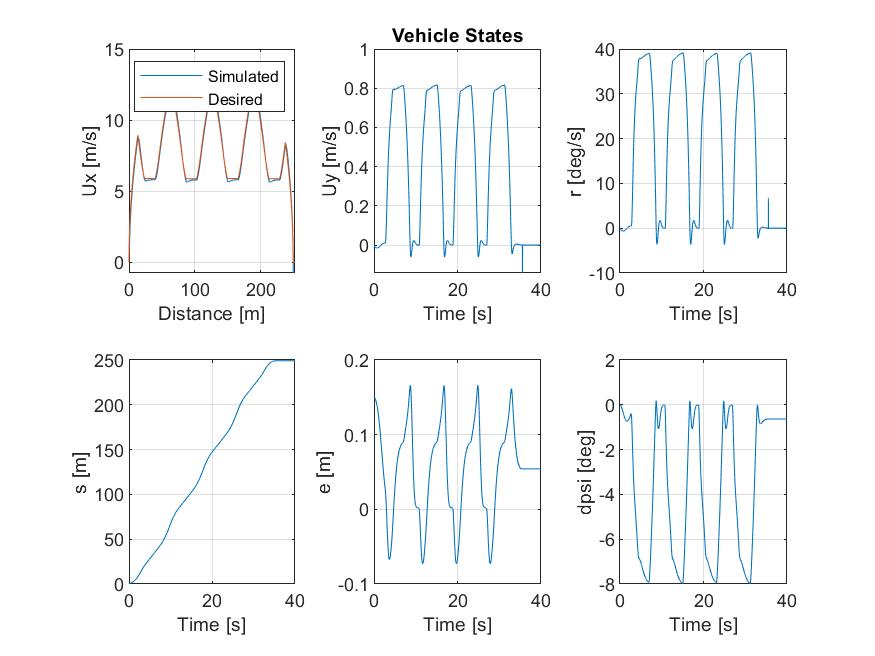 Vehicle States
15
10
5
0
Ux [m/s]
Simulated
Desired
0 100 200
Distance [m]
1
0.8
0.6
0.4
0.2
0
Uy [m/s]
0 20 40
Time [s]
40
30
20
10
0
-10
r [deg/s]
0 20 40
Time [s]
250
200
150
100
50
0
s [m]
0 20 40
Time [s]
0.2
0.1
0
-0.1
e [m]
0 20 40
Time [s]
2
0
-2
-4
-6
-8
dpsi [deg]
0 20 40
Time [s]